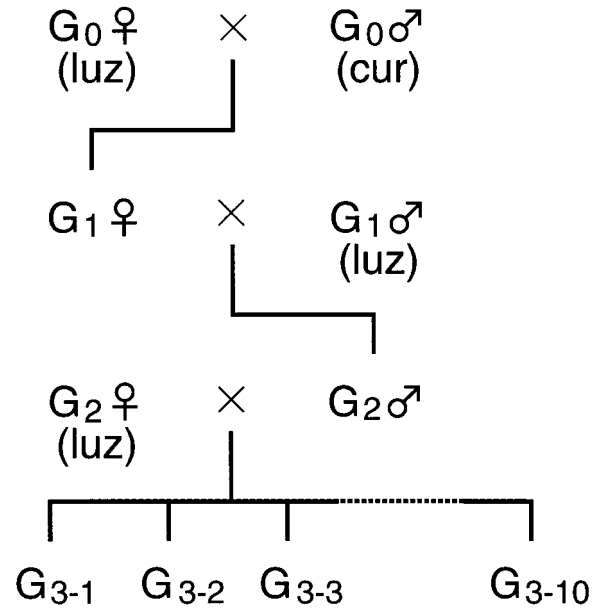 G0♀ × G0♂
(luz) (cur)
G1♀ × G1♂
(luz)
G2♀ × G2♂
(luz)
G3-1 G3-2 G3-3 G3-10